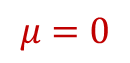 μ = 0